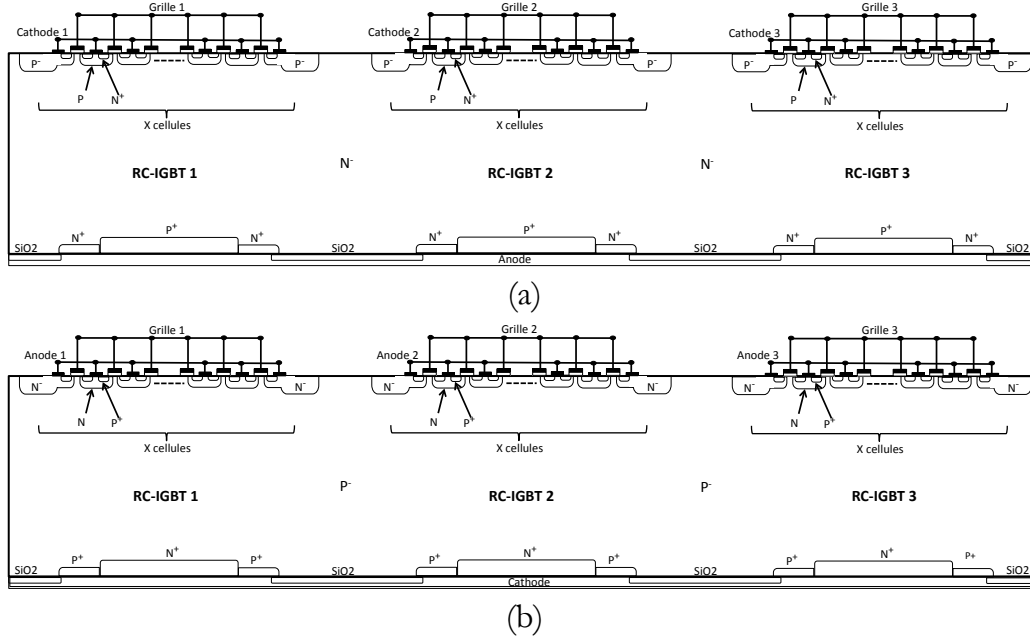 Grille 1 Grille 2 Grille 3
Cathode 1 Cathode 2 Cathode 3
P- P- P- P- P- P-
P N+ P N+ P N+
X cellules X cellules X cellules
N- N-
RC-IGBT 1 RC-IGBT 2 RC-IGBT 3
N+ P+ N+ N+ P+ N+ N+ P+ N+
SiO2 SiO2 SiO2 SiO2
Anode
(a)
Grille 1 Grille 2 Grille 3
Anode 1 Anode 2 Anode 3
N- N- N- N- N- N-
N P+ N P+ N P+
X cellules X cellules X cellules
P- P-
RC-IGBT 1 RC-IGBT 2 RC-IGBT 3
P+ N+ P+ P+ N+ P+ P+ N+ P+
SiO2 SiO2 SiO2 SiO2
Cathode
(b)